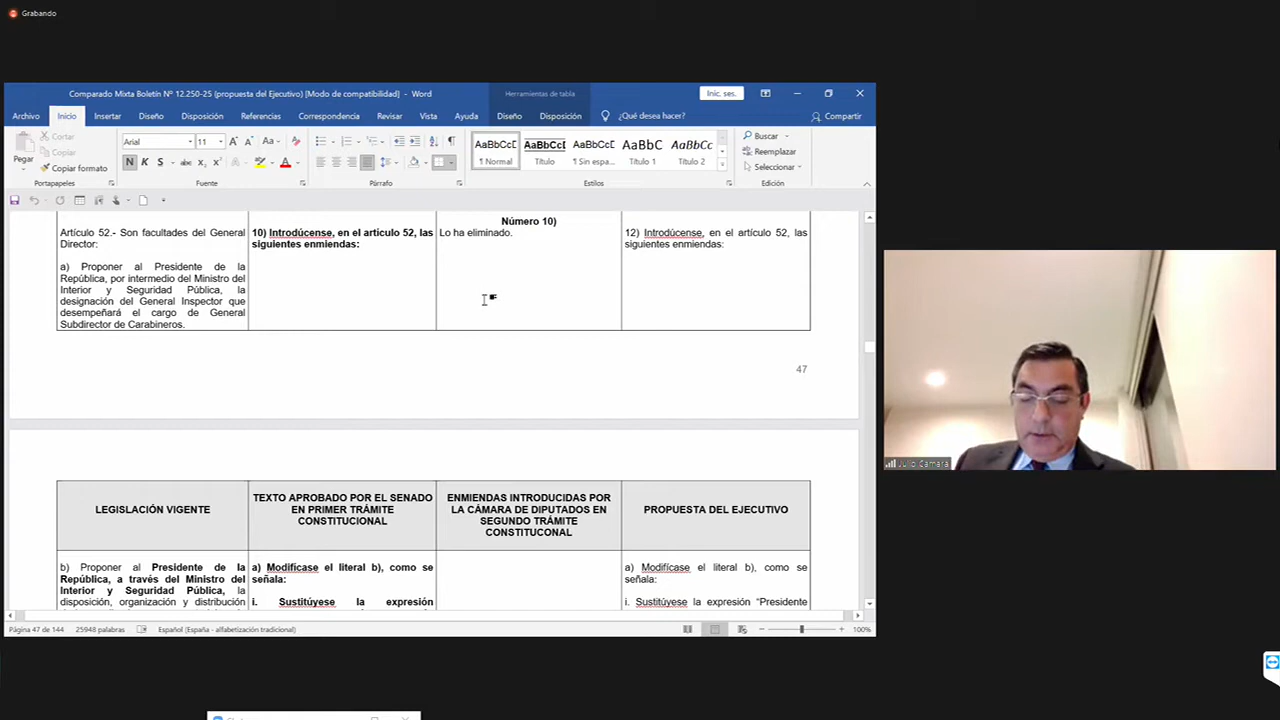 Grabando
Comparado Mixta Boletín Nº 12.250-25 (propuesta del Ejecutivo) [Modo de compatibilidad] - Word
Herramientas de tabla
Inic. ses.
Archivo Inicio Insertar Diseño Disposición Referencias Correspondencia Revisar Vista Ayuda Diseño Disposición ¿Qué desea hacer? Compartir
Pegar
Cortar
Copiar
Copiar formato
Portapapeles
Arial 11
N K S abc x₂ x²
Fuente
Párrafo
AaBbCcD AaBbCcD AaBbCcD AaBbC AaBbCc
¶ Normal Título ¶ Sin espa... Título 1 Título 2
Estilos
Buscar
Reemplazar
Seleccionar
Edición
Artículo 52.- Son facultades del General
Director:
a) Proponer al Presidente de la
República, por intermedio del Ministro del
Interior y Seguridad Pública, la
designación del General Inspector que
desempeñará el cargo de General
Subdirector de Carabineros.
10) Introdúcense, en el artículo 52, las
siguientes enmiendas:
Número 10)
Lo ha eliminado.
12) Introdúcense, en el artículo 52, las
siguientes enmiendas:
47
LEGISLACIÓN VIGENTE
TEXTO APROBADO POR EL SENADO
EN PRIMER TRÁMITE
CONSTITUCIONAL
ENMIENDAS INTRODUCIDAS POR
LA CÁMARA DE DIPUTADOS EN
SEGUNDO TRÁMITE
CONSTITUCONAL
PROPUESTA DEL EJECUTIVO
b) Proponer al Presidente de la
República, a través del Ministro del
Interior y Seguridad Pública, la
disposición, organización y distribución
a) Modifícase el literal b), como se
señala:
i. Sustitúyese la expresión
a) Modifícase el literal b), como se
señala:
i. Sustitúyese la expresión “Presidente
Página 47 de 144 25948 palabras Español (España - alfabetización tradicional) 100%
Julio Camara